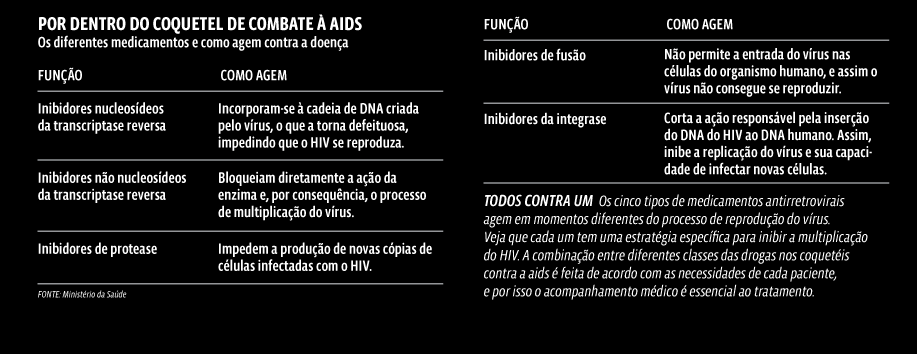 POR DENTRO DO COQUETEL DE COMBATE À AIDS
Os diferentes medicamentos e como agem contra a doença
FUNÇÃO COMO AGEM
Inibidores nucleosídeos Incorporam-se à cadeia de DNA criada
da transcriptase reversa pelo vírus, o que a torna defeituosa,
impedindo que o HIV se reproduza.
Inibidores não nucleosídeos Bloqueiam diretamente a ação da
da transcriptase reversa enzima e, por consequência, o processo
de multiplicação do vírus.
Inibidores de protease Impedem a produção de novas cópias de
células infectadas com o HIV.
FONTE: Ministério da Saúde
FUNÇÃO COMO AGEM
Inibidores de fusão Não permite a entrada do vírus nas
células do organismo humano, e assim o
vírus não consegue se reproduzir.
Inibidores da integrase Corta a ação responsável pela inserção
do DNA do HIV ao DNA humano. Assim,
inibe a replicação do vírus e sua capaci-
dade de infectar novas células.
TODOS CONTRA UM Os cinco tipos de medicamentos antirretrovirais
agem em momentos diferentes do processo de reprodução do vírus.
Veja que cada um tem uma estratégia específica para inibir a multiplicação
do HIV. A combinação entre diferentes classes das drogas nos coquetéis
contra a aids é feita de acordo com as necessidades de cada paciente,
e por isso o acompanhamento médico é essencial ao tratamento.